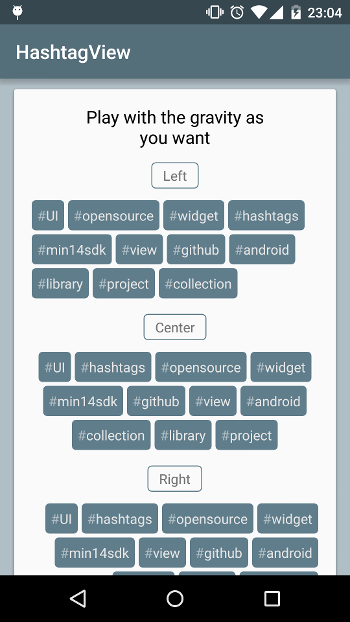 23:04
HashtagView
Play with the gravity as
you want
Left
#UI #opensource #widget #hashtags
#min14sdk #view #github #android
#library #project #collection
Center
#UI #hashtags #opensource #widget
#min14sdk #github #view #android
#collection #library #project
Right
#UI #hashtags #opensource #widget
#min14sdk #view #github #android